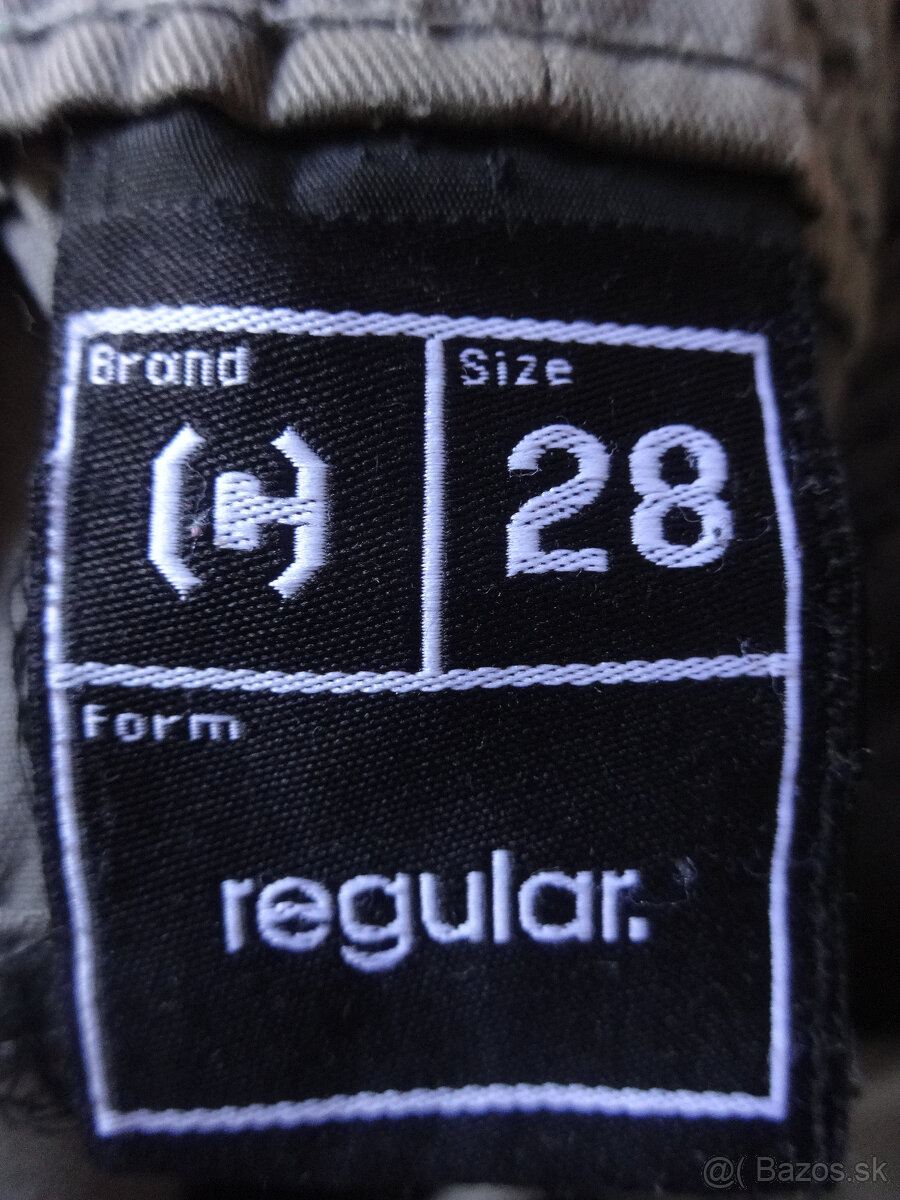 Brand
Size
28
Form
regular.
@( Bazos.sk